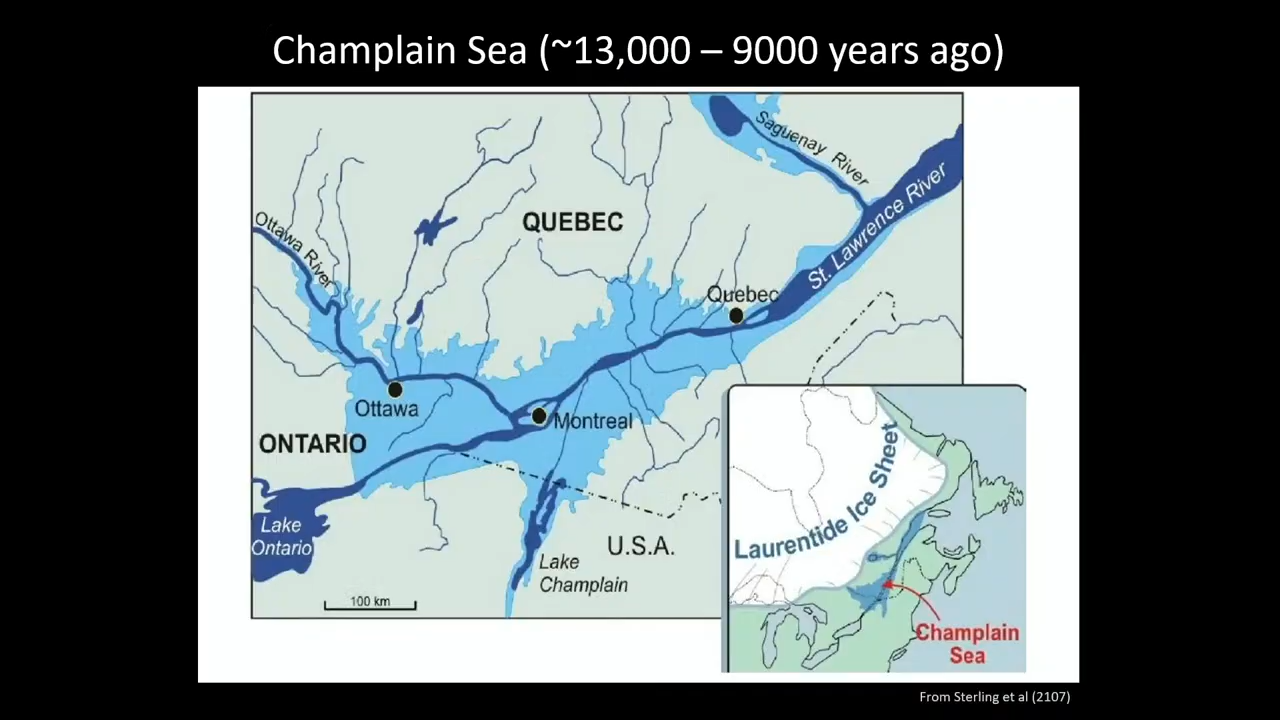 Champlain Sea (~13,000 – 9000 years ago)
Saguenay River
St. Lawrence River
Ottawa River
QUEBEC
Quebec
Ottawa
Montreal
ONTARIO
Lake
Ontario
U.S.A.
Lake
Champlain
100 km
Laurentide Ice Sheet
Champlain
Sea
From Sterling et al (2107)